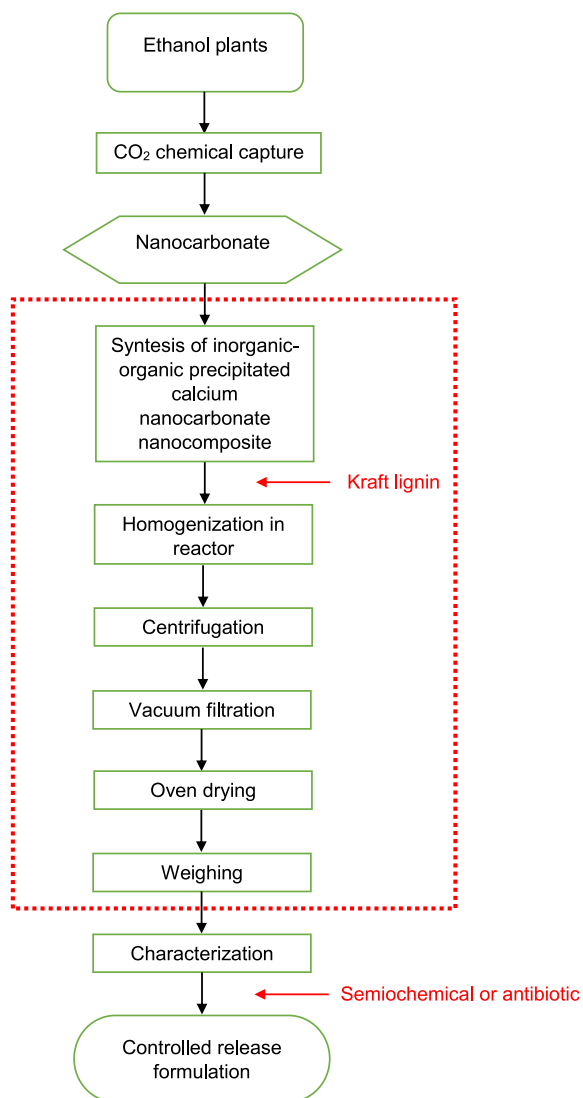 Ethanol plants
CO₂ chemical capture
Nanocarbonate
Syntesis of inorganic-
organic precipitated
calcium
nanocarbonate
nanocomposite
Kraft lignin
Homogenization in
reactor
Centrifugation
Vacuum filtration
Oven drying
Weighing
Characterization
Semiochemical or antibiotic
Controlled release
formulation